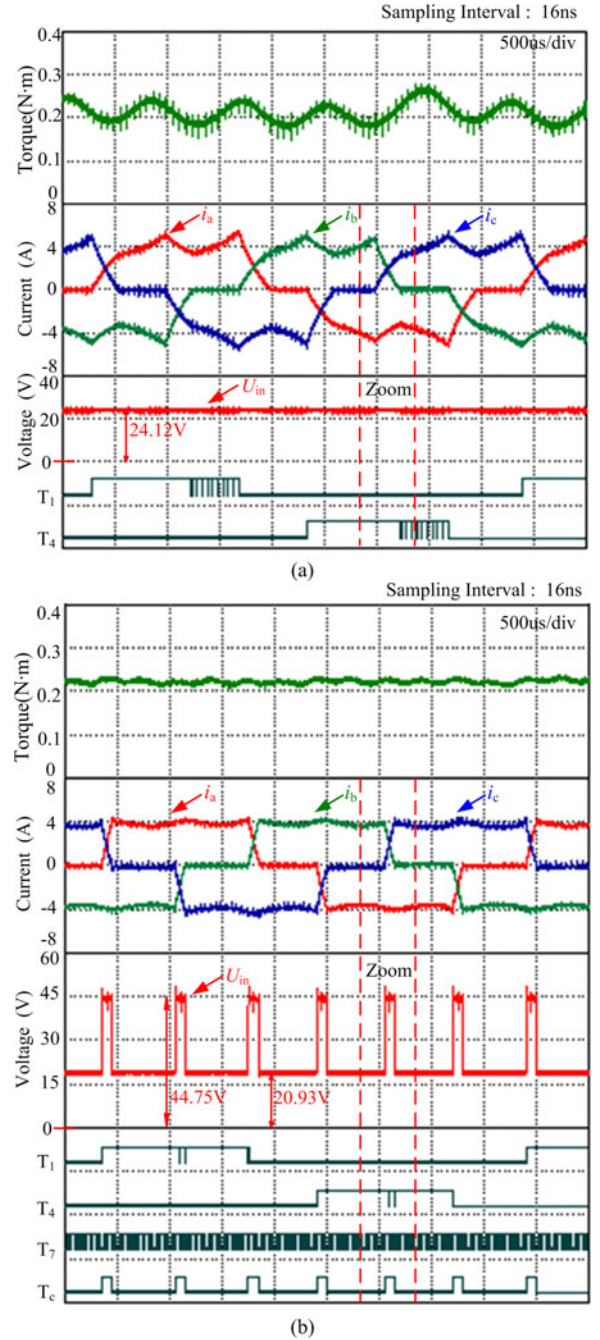 Sampling Interval : 16ns
500us/div
0.4
0.3
0.2
0.1
0
Torque(N·m)
8
4
0
-4
-8
Current (A)
ia
ib
ic
40
20
0
Voltage (V)
Uin
24.12V
Zoom
T1
T4
(a)
Sampling Interval : 16ns
500us/div
0.4
0.3
0.2
0.1
0
Torque(N·m)
8
4
0
-4
-8
Current (A)
ia
ib
ic
60
45
30
15
0
Voltage (V)
Uin
44.75V
20.93V
Zoom
T1
T4
T7
Tc
(b)